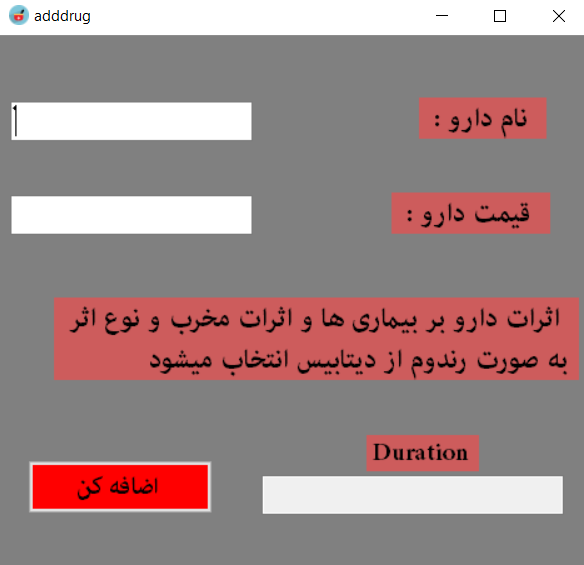 adddrug
نام دارو :
قیمت دارو :
اثرات دارو بر بیماری ها و اثرات مخرب و نوع اثر
به صورت رندوم از دیتابیس انتخاب میشود
Duration
اضافه کن